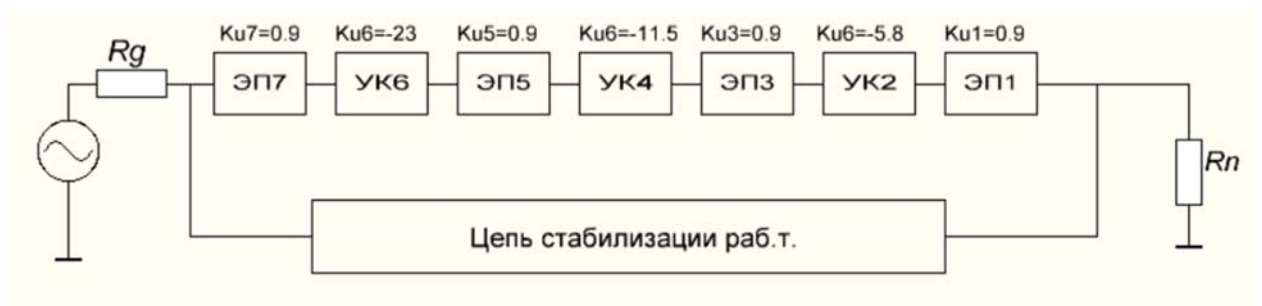 Ku7=0.9 Ku6=-23 Ku5=0.9 Ku6=-11.5 Ku3=0.9 Ku6=-5.8 Ku1=0.9
Rg
ЭП7 УК6 ЭП5 УК4 ЭП3 УК2 ЭП1
Rn
Цепь стабилизации раб.т.